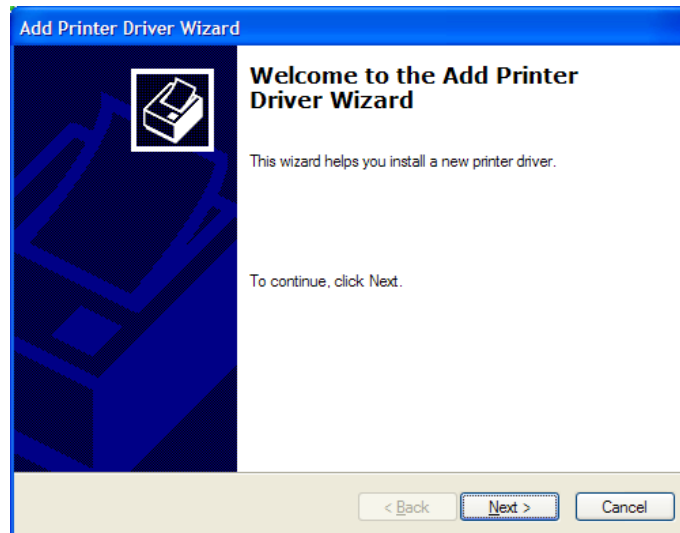 Add Printer Driver Wizard
Welcome to the Add Printer
Driver Wizard
This wizard helps you install a new printer driver.
To continue, click Next.
< Back Next > Cancel